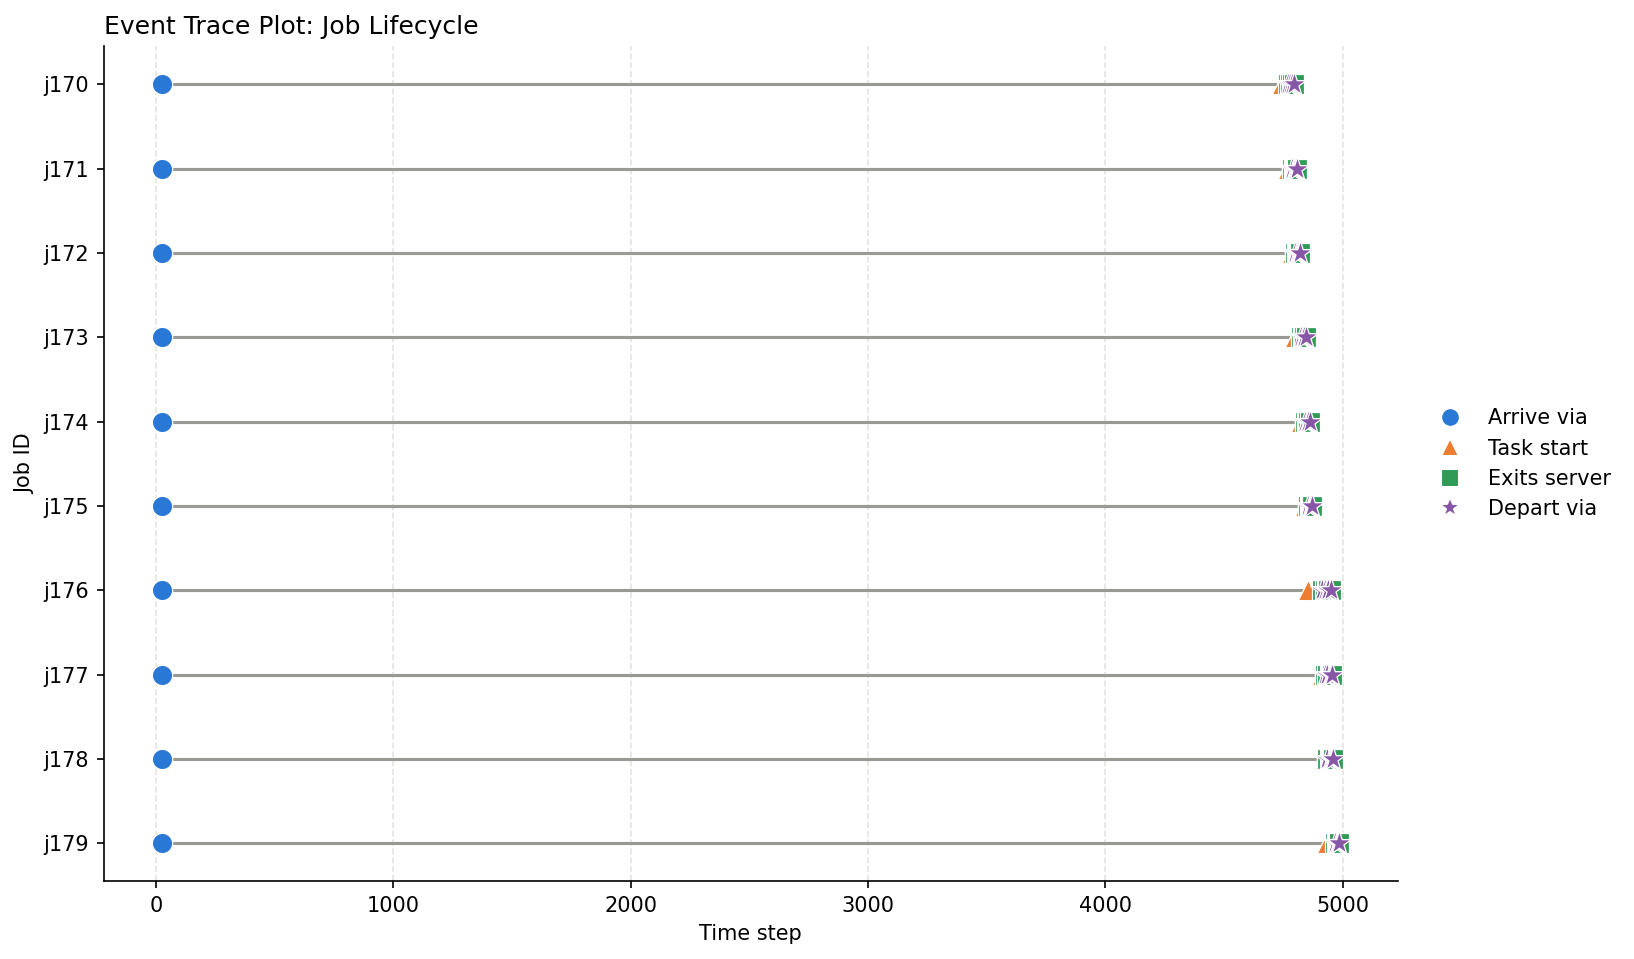 Event Trace Plot: Job Lifecycle
j170
j171
j172
j173
j174
j175
j176
j177
j178
j179
Job ID
0 1000 2000 3000 4000 5000
Time step
Arrive via
Task start
Exits server
Depart via